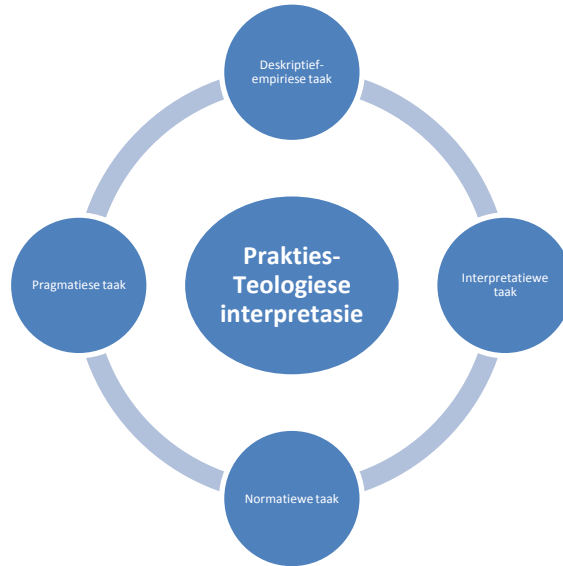 Deskriptief-
empiriese taak
Prakties-
Teologiese
interpretasie
Pragmatiese taak
Interpretatiewe
taak
Normatiewe taak